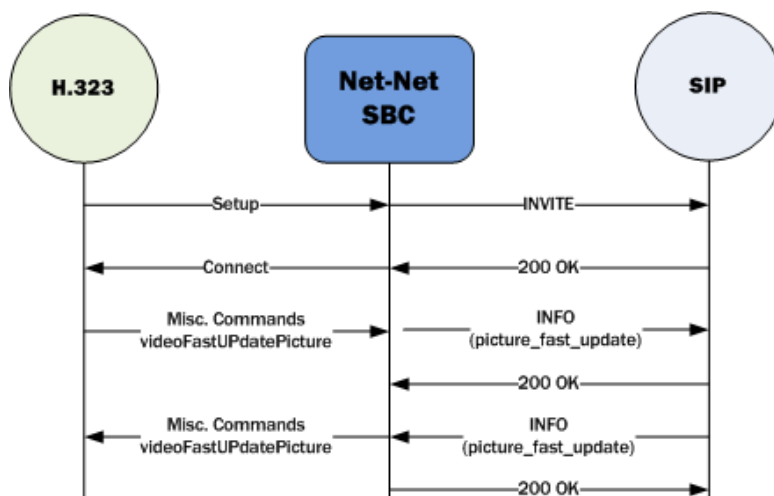 H.323
Net-Net
SBC
SIP
Setup
INVITE
Connect
200 OK
Misc. Commands
videoFastUPdatePicture
INFO
(picture_fast_update)
200 OK
Misc. Commands
videoFastUPdatePicture
INFO
(picture_fast_update)
200 OK